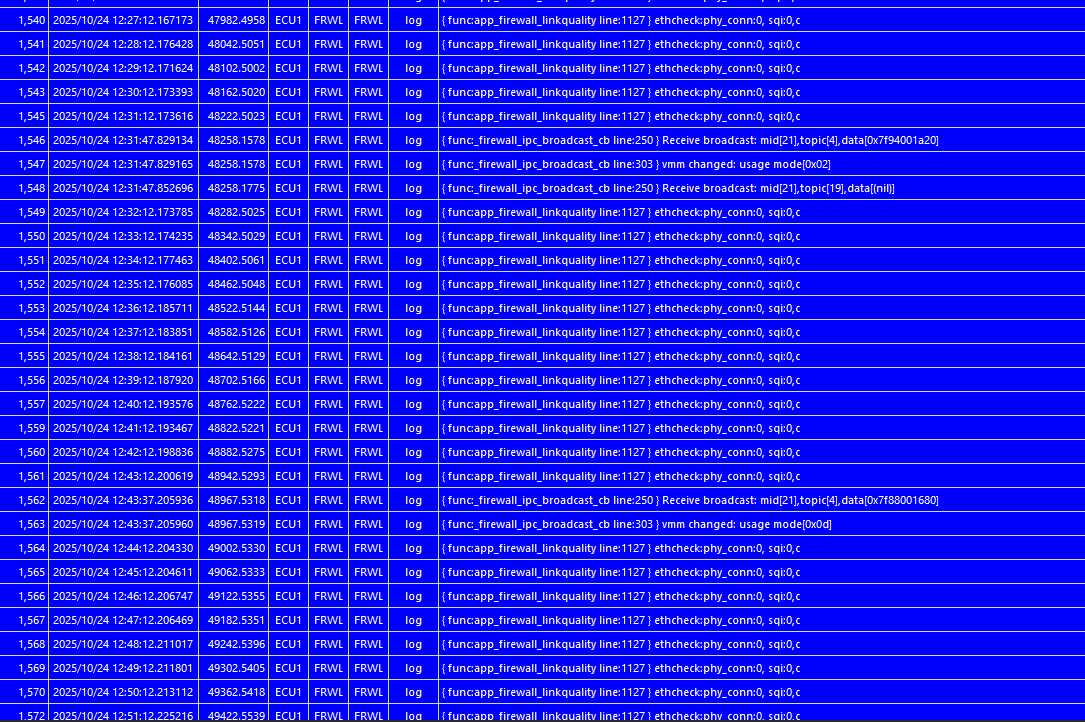 1,540 2025/10/24 12:27:12.167173 47982.4958 ECU1 FRWL FRWL log { func:app_firewall_linkquality line:1127 } ethcheck:phy_conn:0, sqi:0,c
1,541 2025/10/24 12:28:12.176428 48042.5051 ECU1 FRWL FRWL log { func:app_firewall_linkquality line:1127 } ethcheck:phy_conn:0, sqi:0,c
1,542 2025/10/24 12:29:12.171624 48102.5002 ECU1 FRWL FRWL log { func:app_firewall_linkquality line:1127 } ethcheck:phy_conn:0, sqi:0,c
1,543 2025/10/24 12:30:12.173393 48162.5020 ECU1 FRWL FRWL log { func:app_firewall_linkquality line:1127 } ethcheck:phy_conn:0, sqi:0,c
1,545 2025/10/24 12:31:12.173616 48222.5023 ECU1 FRWL FRWL log { func:app_firewall_linkquality line:1127 } ethcheck:phy_conn:0, sqi:0,c
1,546 2025/10/24 12:31:47.829134 48258.1578 ECU1 FRWL FRWL log { func:_firewall_ipc_broadcast_cb line:250 } Receive broadcast: mid[21],topic[4],data[0x7f94001a20]
1,547 2025/10/24 12:31:47.829165 48258.1578 ECU1 FRWL FRWL log { func:_firewall_ipc_broadcast_cb line:303 } vmm changed: usage mode[0x02]
1,548 2025/10/24 12:31:47.852696 48258.1775 ECU1 FRWL FRWL log { func:_firewall_ipc_broadcast_cb line:250 } Receive broadcast: mid[21],topic[19],data[(nil)]
1,549 2025/10/24 12:32:12.173785 48282.5025 ECU1 FRWL FRWL log { func:app_firewall_linkquality line:1127 } ethcheck:phy_conn:0, sqi:0,c
1,550 2025/10/24 12:33:12.174235 48342.5029 ECU1 FRWL FRWL log { func:app_firewall_linkquality line:1127 } ethcheck:phy_conn:0, sqi:0,c
1,551 2025/10/24 12:34:12.177463 48402.5061 ECU1 FRWL FRWL log { func:app_firewall_linkquality line:1127 } ethcheck:phy_conn:0, sqi:0,c
1,552 2025/10/24 12:35:12.176085 48462.5048 ECU1 FRWL FRWL log { func:app_firewall_linkquality line:1127 } ethcheck:phy_conn:0, sqi:0,c
1,553 2025/10/24 12:36:12.185711 48522.5144 ECU1 FRWL FRWL log { func:app_firewall_linkquality line:1127 } ethcheck:phy_conn:0, sqi:0,c
1,554 2025/10/24 12:37:12.183851 48582.5126 ECU1 FRWL FRWL log { func:app_firewall_linkquality line:1127 } ethcheck:phy_conn:0, sqi:0,c
1,555 2025/10/24 12:38:12.184161 48642.5129 ECU1 FRWL FRWL log { func:app_firewall_linkquality line:1127 } ethcheck:phy_conn:0, sqi:0,c
1,556 2025/10/24 12:39:12.187920 48702.5166 ECU1 FRWL FRWL log { func:app_firewall_linkquality line:1127 } ethcheck:phy_conn:0, sqi:0,c
1,557 2025/10/24 12:40:12.193576 48762.5222 ECU1 FRWL FRWL log { func:app_firewall_linkquality line:1127 } ethcheck:phy_conn:0, sqi:0,c
1,559 2025/10/24 12:41:12.193467 48822.5221 ECU1 FRWL FRWL log { func:app_firewall_linkquality line:1127 } ethcheck:phy_conn:0, sqi:0,c
1,560 2025/10/24 12:42:12.198836 48882.5275 ECU1 FRWL FRWL log { func:app_firewall_linkquality line:1127 } ethcheck:phy_conn:0, sqi:0,c
1,561 2025/10/24 12:43:12.200619 48942.5293 ECU1 FRWL FRWL log { func:app_firewall_linkquality line:1127 } ethcheck:phy_conn:0, sqi:0,c
1,562 2025/10/24 12:43:37.205936 48967.5318 ECU1 FRWL FRWL log { func:_firewall_ipc_broadcast_cb line:250 } Receive broadcast: mid[21],topic[4],data[0x7f88001680]
1,563 2025/10/24 12:43:37.205960 48967.5319 ECU1 FRWL FRWL log { func:_firewall_ipc_broadcast_cb line:303 } vmm changed: usage mode[0x0d]
1,564 2025/10/24 12:44:12.204330 49002.5330 ECU1 FRWL FRWL log { func:app_firewall_linkquality line:1127 } ethcheck:phy_conn:0, sqi:0,c
1,565 2025/10/24 12:45:12.204611 49062.5333 ECU1 FRWL FRWL log { func:app_firewall_linkquality line:1127 } ethcheck:phy_conn:0, sqi:0,c
1,566 2025/10/24 12:46:12.206747 49122.5355 ECU1 FRWL FRWL log { func:app_firewall_linkquality line:1127 } ethcheck:phy_conn:0, sqi:0,c
1,567 2025/10/24 12:47:12.206469 49182.5351 ECU1 FRWL FRWL log { func:app_firewall_linkquality line:1127 } ethcheck:phy_conn:0, sqi:0,c
1,568 2025/10/24 12:48:12.211017 49242.5396 ECU1 FRWL FRWL log { func:app_firewall_linkquality line:1127 } ethcheck:phy_conn:0, sqi:0,c
1,569 2025/10/24 12:49:12.211801 49302.5405 ECU1 FRWL FRWL log { func:app_firewall_linkquality line:1127 } ethcheck:phy_conn:0, sqi:0,c
1,570 2025/10/24 12:50:12.213112 49362.5418 ECU1 FRWL FRWL log { func:app_firewall_linkquality line:1127 } ethcheck:phy_conn:0, sqi:0,c
1,572 2025/10/24 12:51:12.225216 49422.5539 ECU1 FRWL FRWL log { func:app_firewall_linkquality line:1127 } ethcheck:phy_conn:0, sqi:0,c